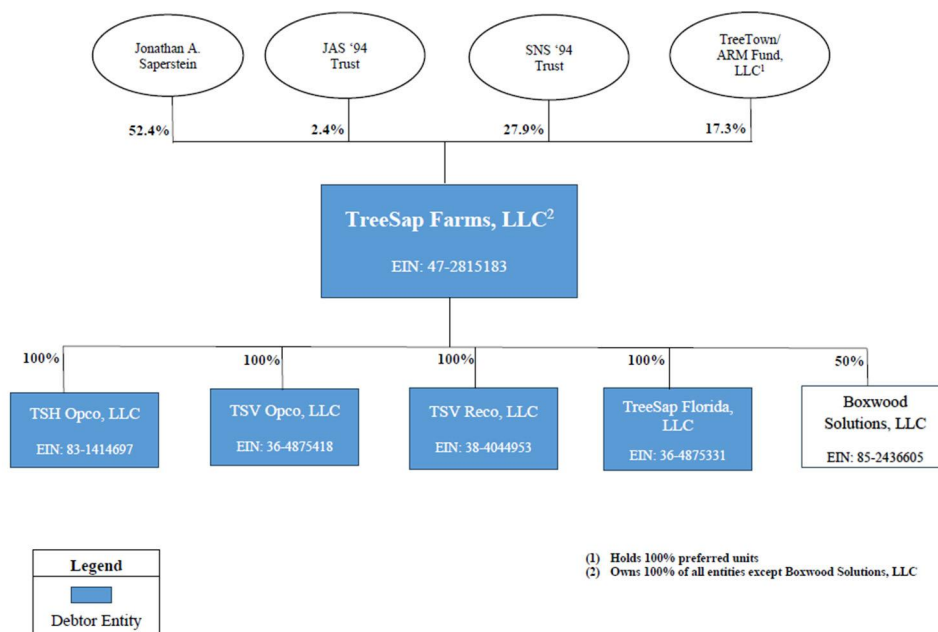 Jonathan A.
Saperstein
JAS ‘94
Trust
SNS ‘94
Trust
TreeTown/
ARM Fund,
LLC1
52.4%
2.4%
27.9%
17.3%
TreeSap Farms, LLC2
EIN: 47-2815183
100%
100%
100%
100%
50%
TSH Opco, LLC
EIN: 83-1414697
TSV Opco, LLC
EIN: 36-4875418
TSV Reco, LLC
EIN: 38-4044953
TreeSap Florida,
LLC
EIN: 36-4875331
Boxwood
Solutions, LLC
EIN: 85-2436605
Legend
Debtor Entity
(1) Holds 100% preferred units
(2) Owns 100% of all entities except Boxwood Solutions, LLC